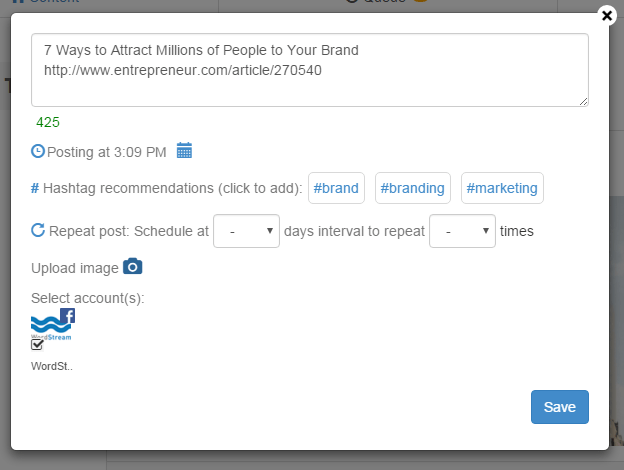 7 Ways to Attract Millions of People to Your Brand
http://www.entrepreneur.com/article/270540
425
Posting at 3:09 PM
# Hashtag recommendations (click to add): #brand #branding #marketing
Repeat post: Schedule at - days interval to repeat - times
Upload image
Select account(s):
WordStream
WordSt..
Save